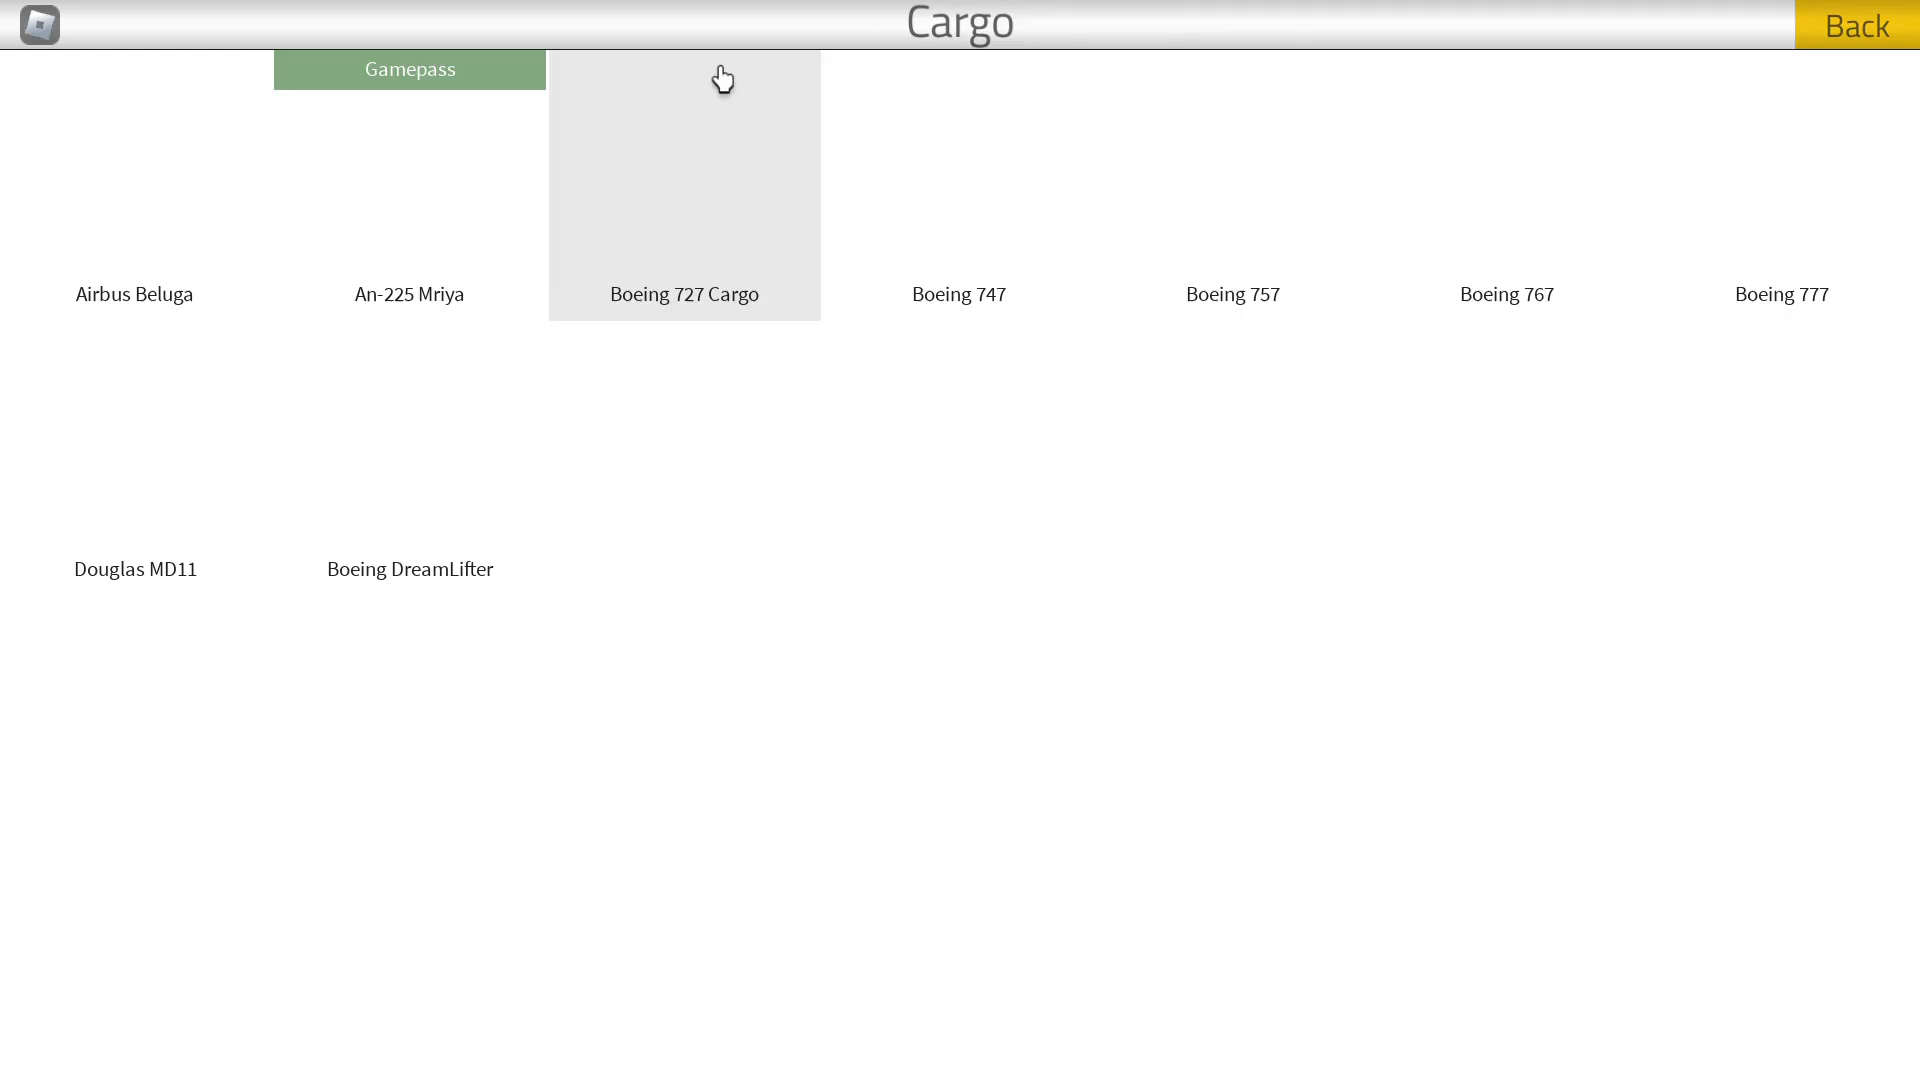 Cargo
Back
Gamepass
Airbus Beluga
An-225 Mriya
Boeing 727 Cargo
Boeing 747
Boeing 757
Boeing 767
Boeing 777
Douglas MD11
Boeing DreamLifter